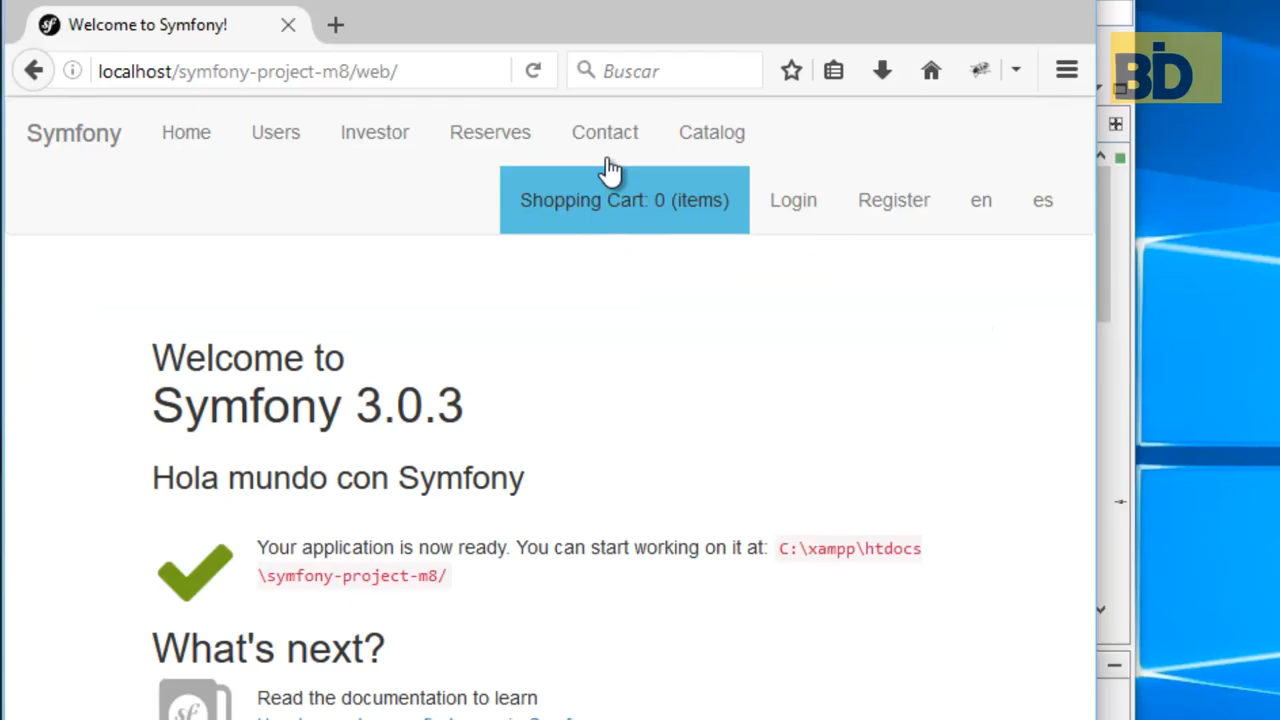 Welcome to Symfony!
localhost/symfony-project-m8/web/
Buscar
BID
Symfony Home Users Investor Reserves Contact Catalog
Shopping Cart: 0 (items) Login Register en es
Welcome to
Symfony 3.0.3
Hola mundo con Symfony
Your application is now ready. You can start working on it at: C:\xampp\htdocs
\symfony-project-m8/
What's next?
sf
Read the documentation to learn